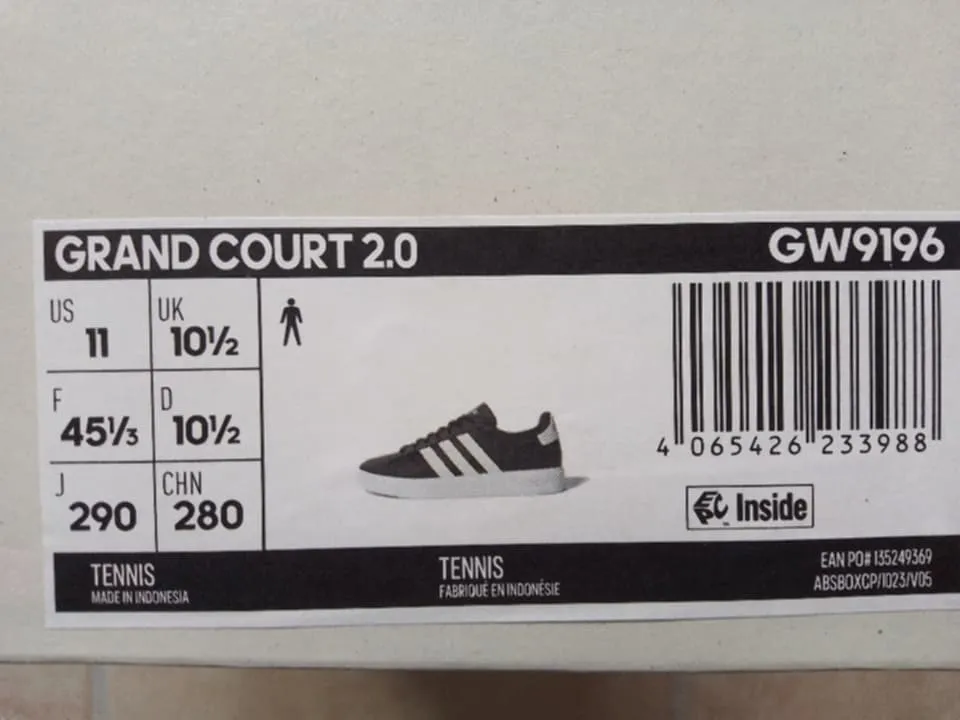 GRAND COURT 2.0 GW9196
US 11 UK 10½
F 45⅓ D 10½
J 290 CHN 280
4 065426 233988
EPC Inside
TENNIS
MADE IN INDONESIA
TENNIS
FABRIQUÉ EN INDONÉSIE
EAN PO# 135249369
ABSBOXCP/1023/V05